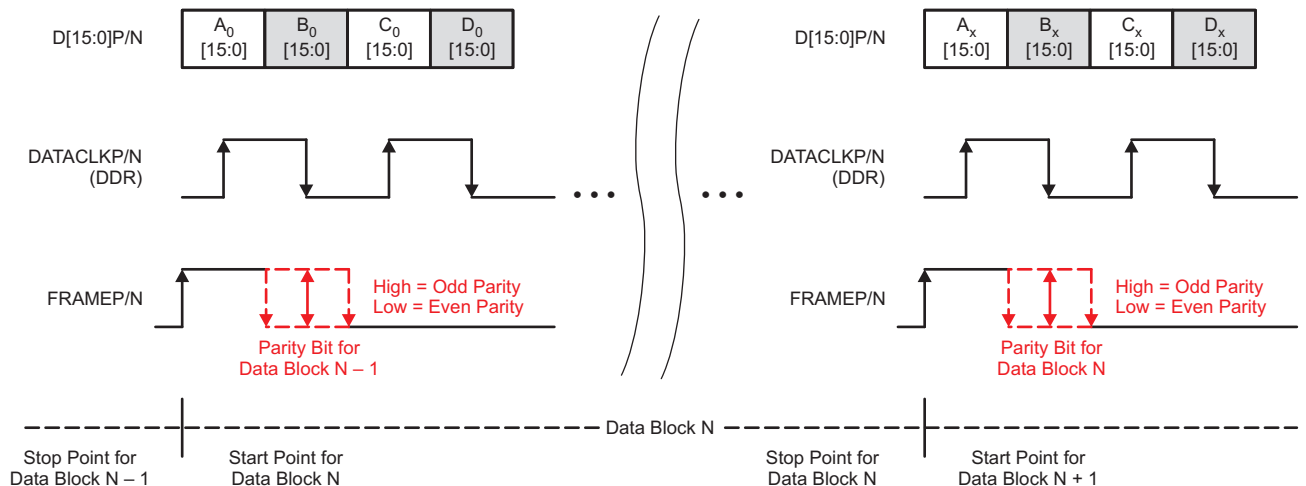 D[15:0]P/N
A0 B0 C0 D0
[15:0] [15:0] [15:0] [15:0]
D[15:0]P/N
Ax Bx Cx Dx
[15:0] [15:0] [15:0] [15:0]
DATACLKP/N
(DDR)
DATACLKP/N
(DDR)
FRAMEP/N
High = Odd Parity
Low = Even Parity
Parity Bit for
Data Block N – 1
FRAMEP/N
High = Odd Parity
Low = Even Parity
Parity Bit for
Data Block N
Data Block N
Stop Point for
Data Block N – 1
Start Point for
Data Block N
Stop Point for
Data Block N
Start Point for
Data Block N + 1